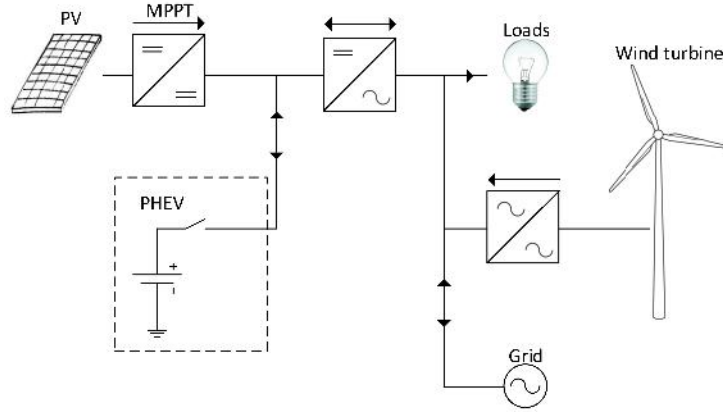 PV
MPPT
Loads
Wind turbine
PHEV
+
Grid